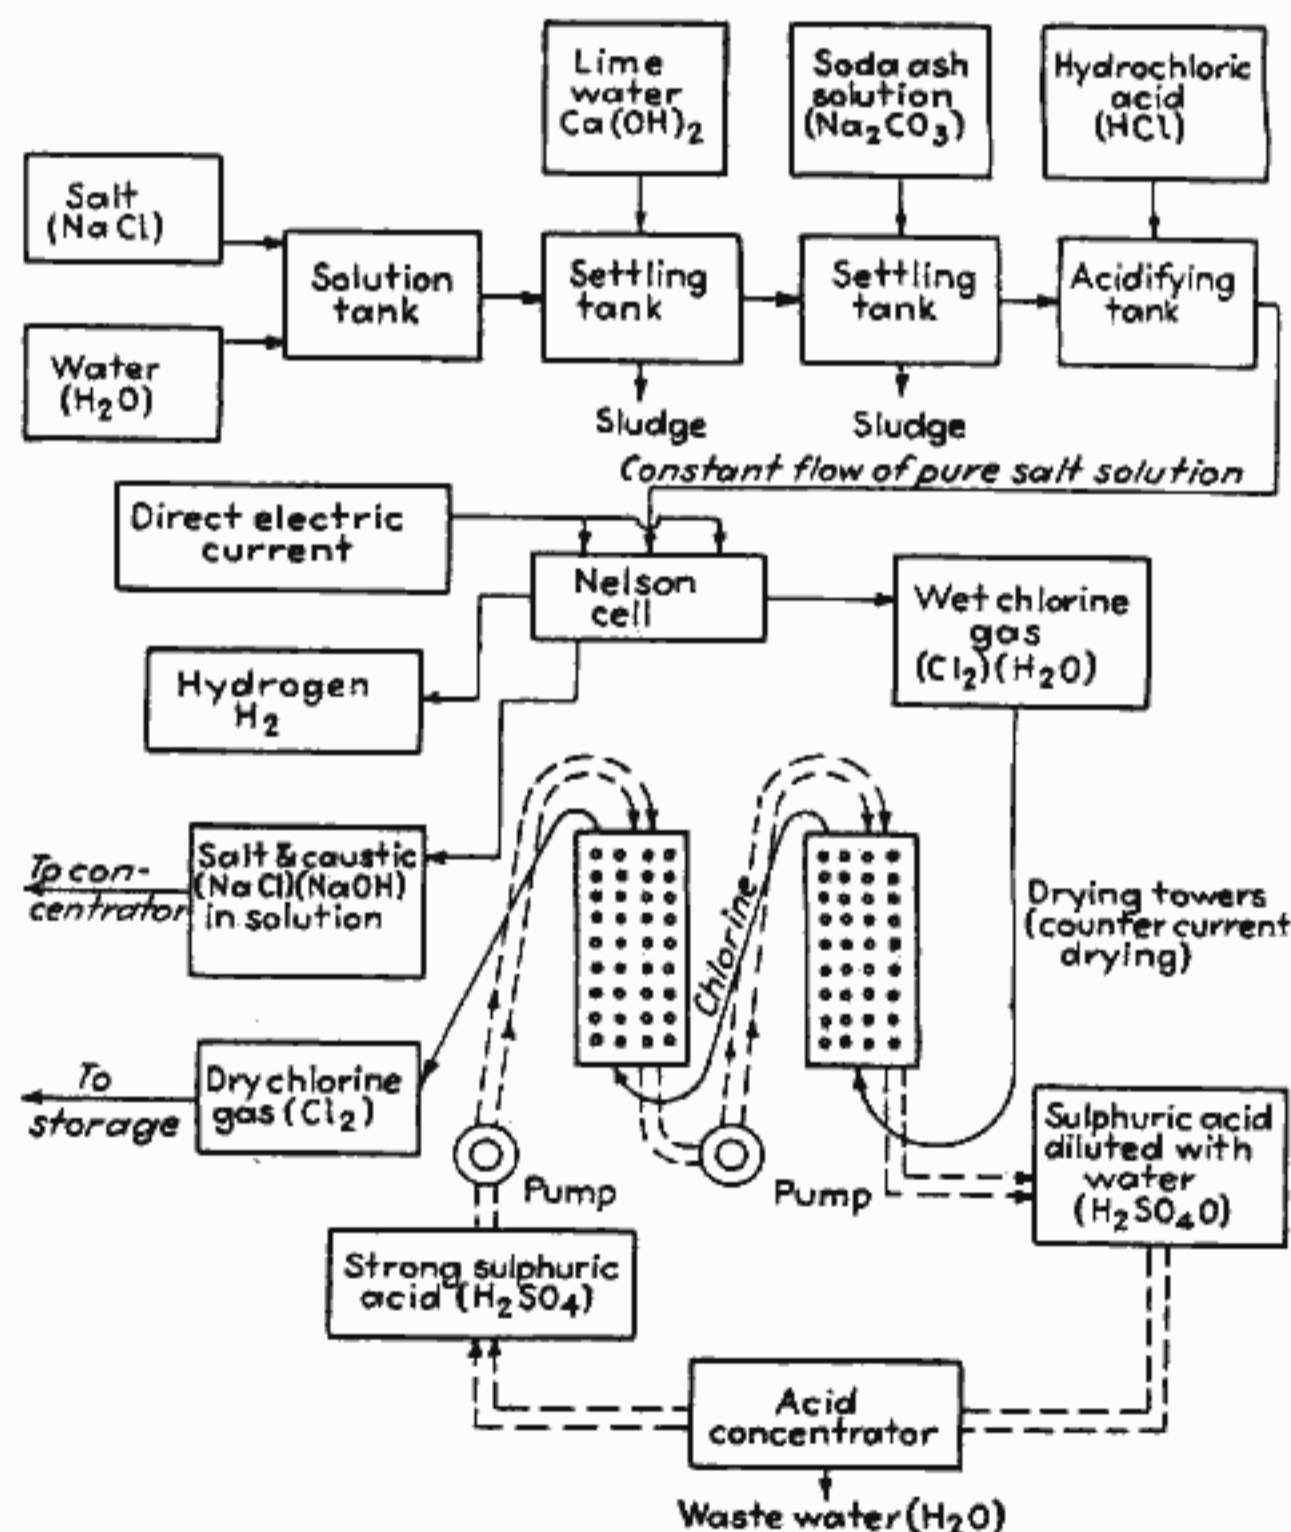 Lime
water
Ca(OH)2
Soda ash
solution
(Na2CO3)
Hydrochloric
acid
(HCl)
Salt
(NaCl)
Solution
tank
Settling
tank
Settling
tank
Acidifying
tank
Water
(H2O)
Sludge
Sludge
Constant flow of pure salt solution
Direct electric
current
Nelson
cell
Wet chlorine
gas
(Cl2)(H2O)
Hydrogen
H2
Salt & caustic
(NaCl)(NaOH)
in solution
To con-
centrator
Chlorine
Drying towers
(counter current
drying)
Dry chlorine
gas (Cl2)
To
storage
Pump
Pump
Sulphuric acid
diluted with
water
(H2SO4O)
Strong sulphuric
acid (H2SO4)
Acid
concentrator
Waste water (H2O)